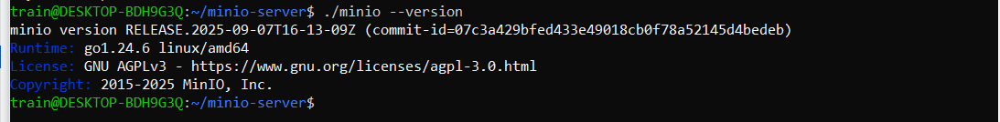 train@DESKTOP-BDH9G3Q:~/minio-server$ ./minio --version
minio version RELEASE.2025-09-07T16-13-09Z (commit-id=07c3a429bfed433e49018cb0f78a52145d4bedeb)
Runtime: go1.24.6 linux/amd64
License: GNU AGPLv3 - https://www.gnu.org/licenses/agpl-3.0.html
Copyright: 2015-2025 MinIO, Inc.
train@DESKTOP-BDH9G3Q:~/minio-server$